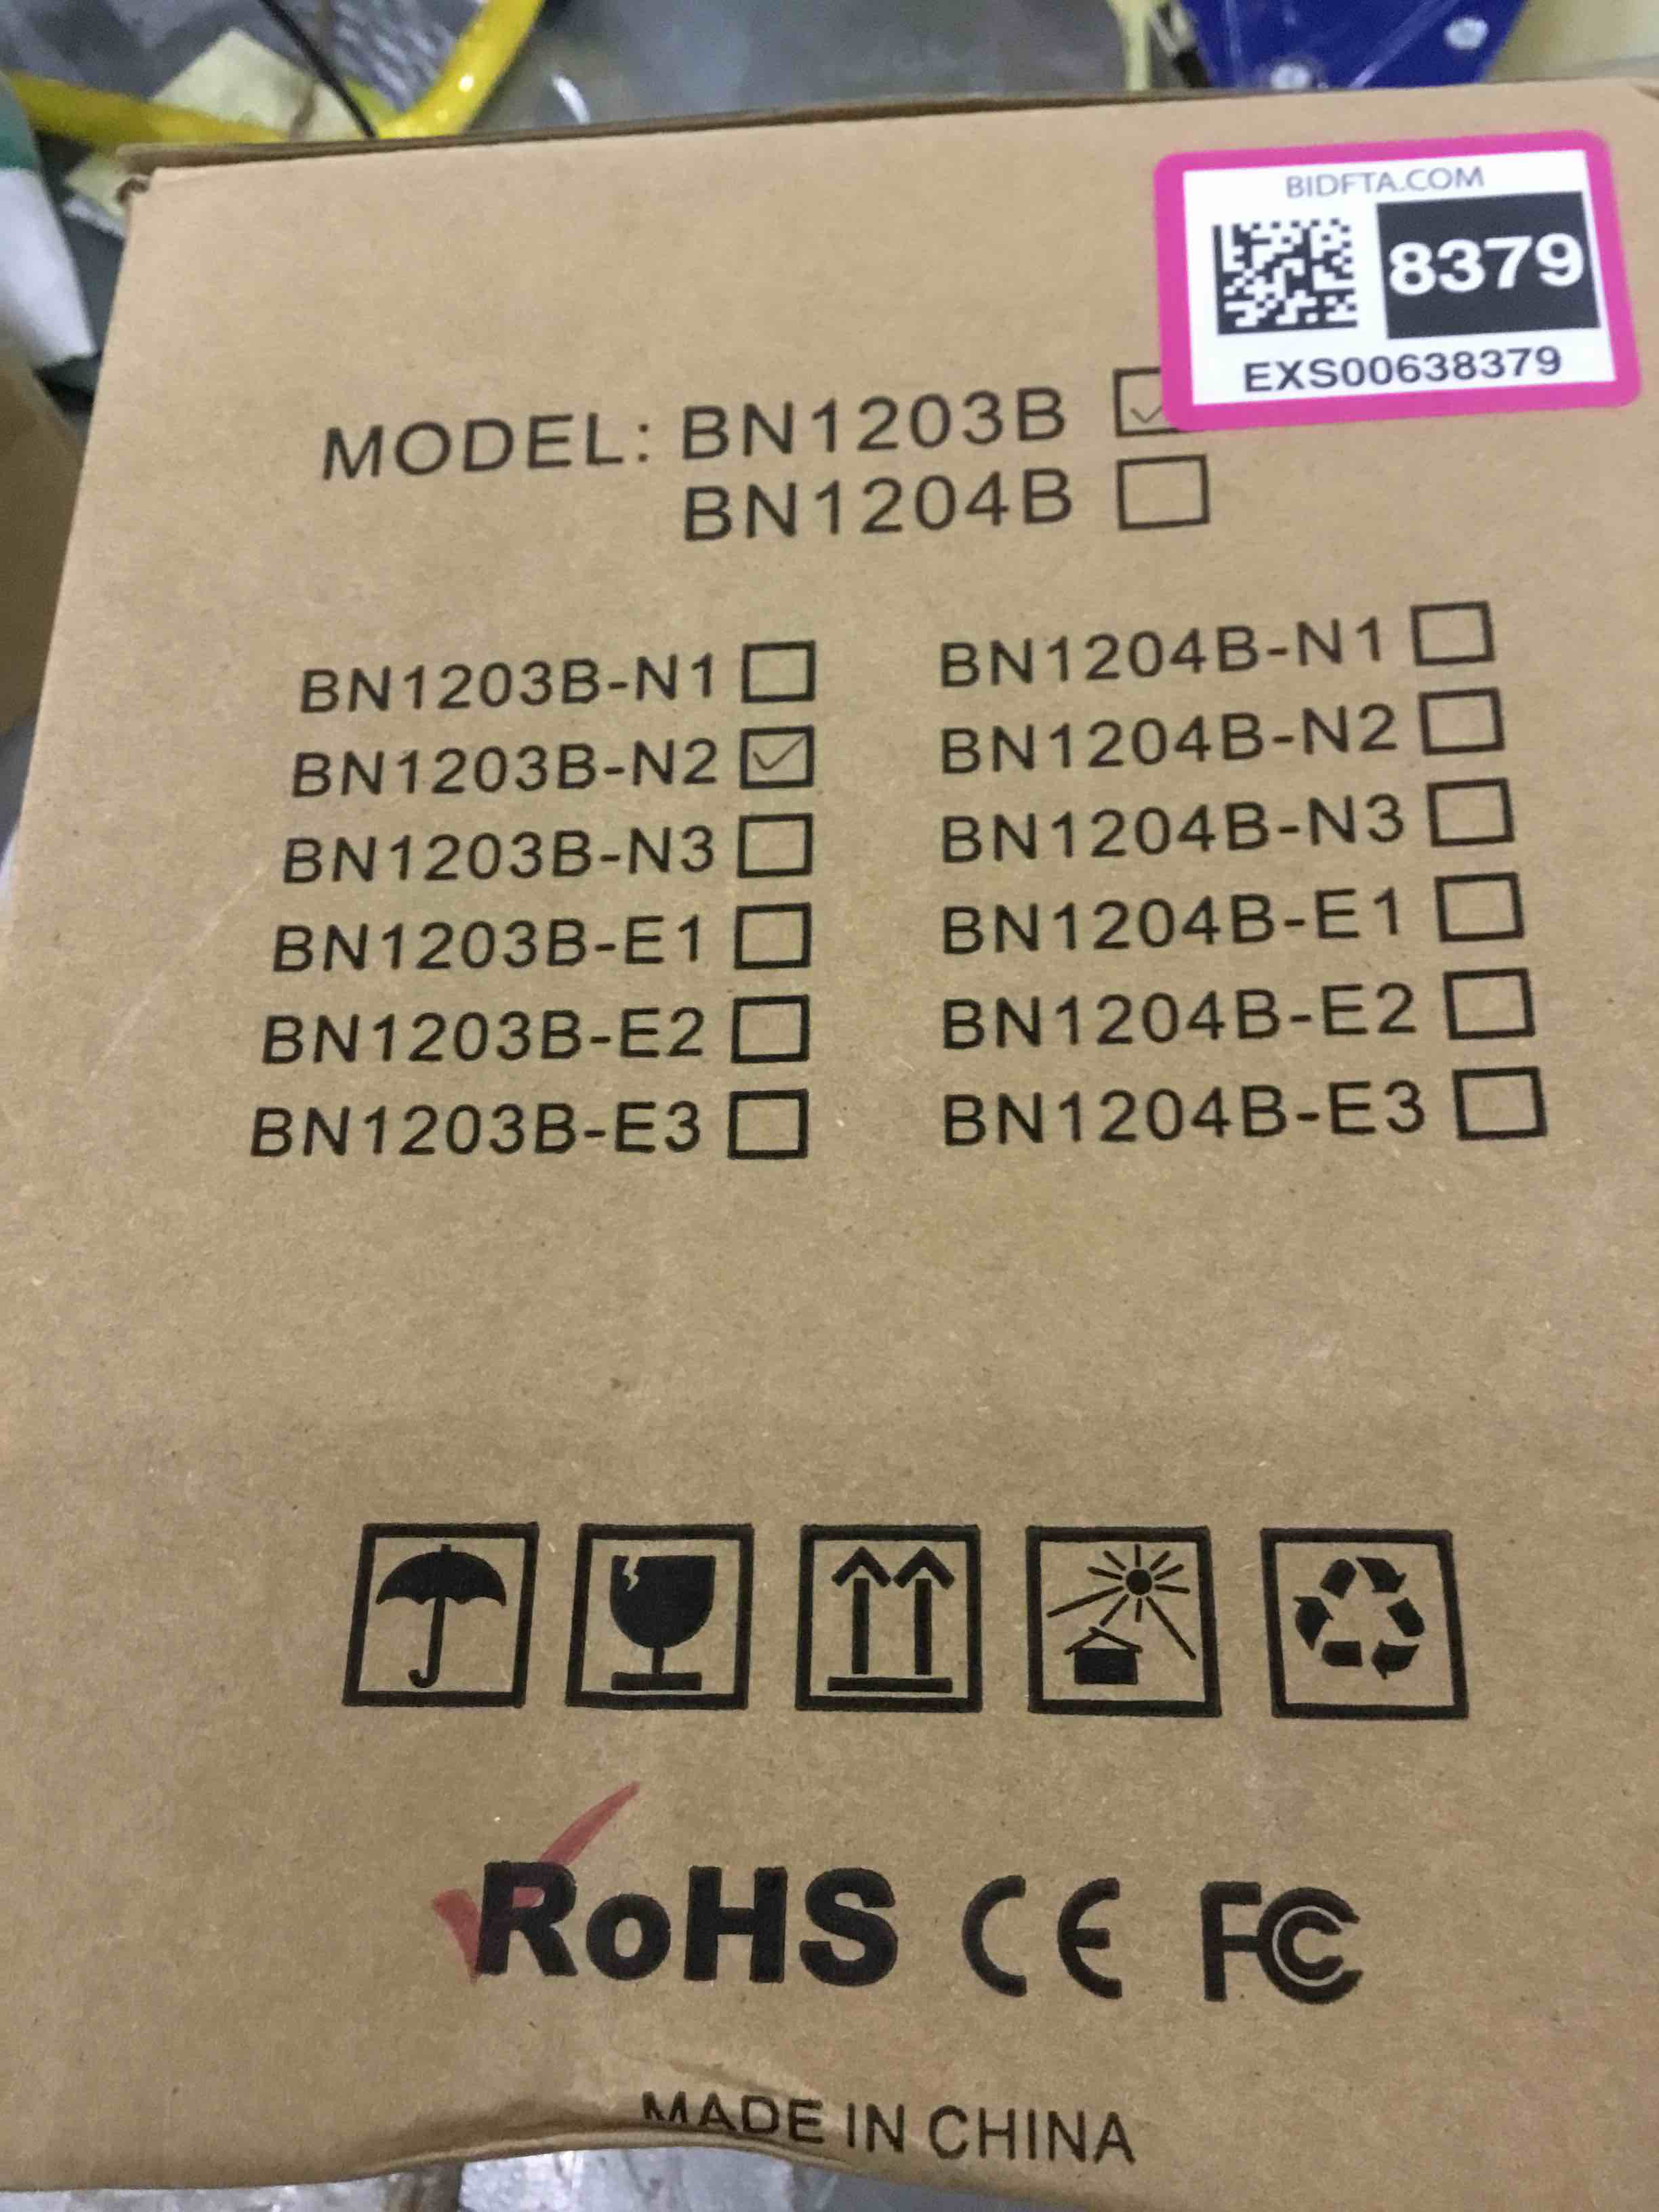 BIDFTA.COM
8379
EXS00638379
MODEL: BN1203B
BN1204B
BN1203B-N1
BN1203B-N2
BN1203B-N3
BN1203B-E1
BN1203B-E2
BN1203B-E3
BN1204B-N1
BN1204B-N2
BN1204B-N3
BN1204B-E1
BN1204B-E2
BN1204B-E3
RoHS CE FC
MADE IN CHINA